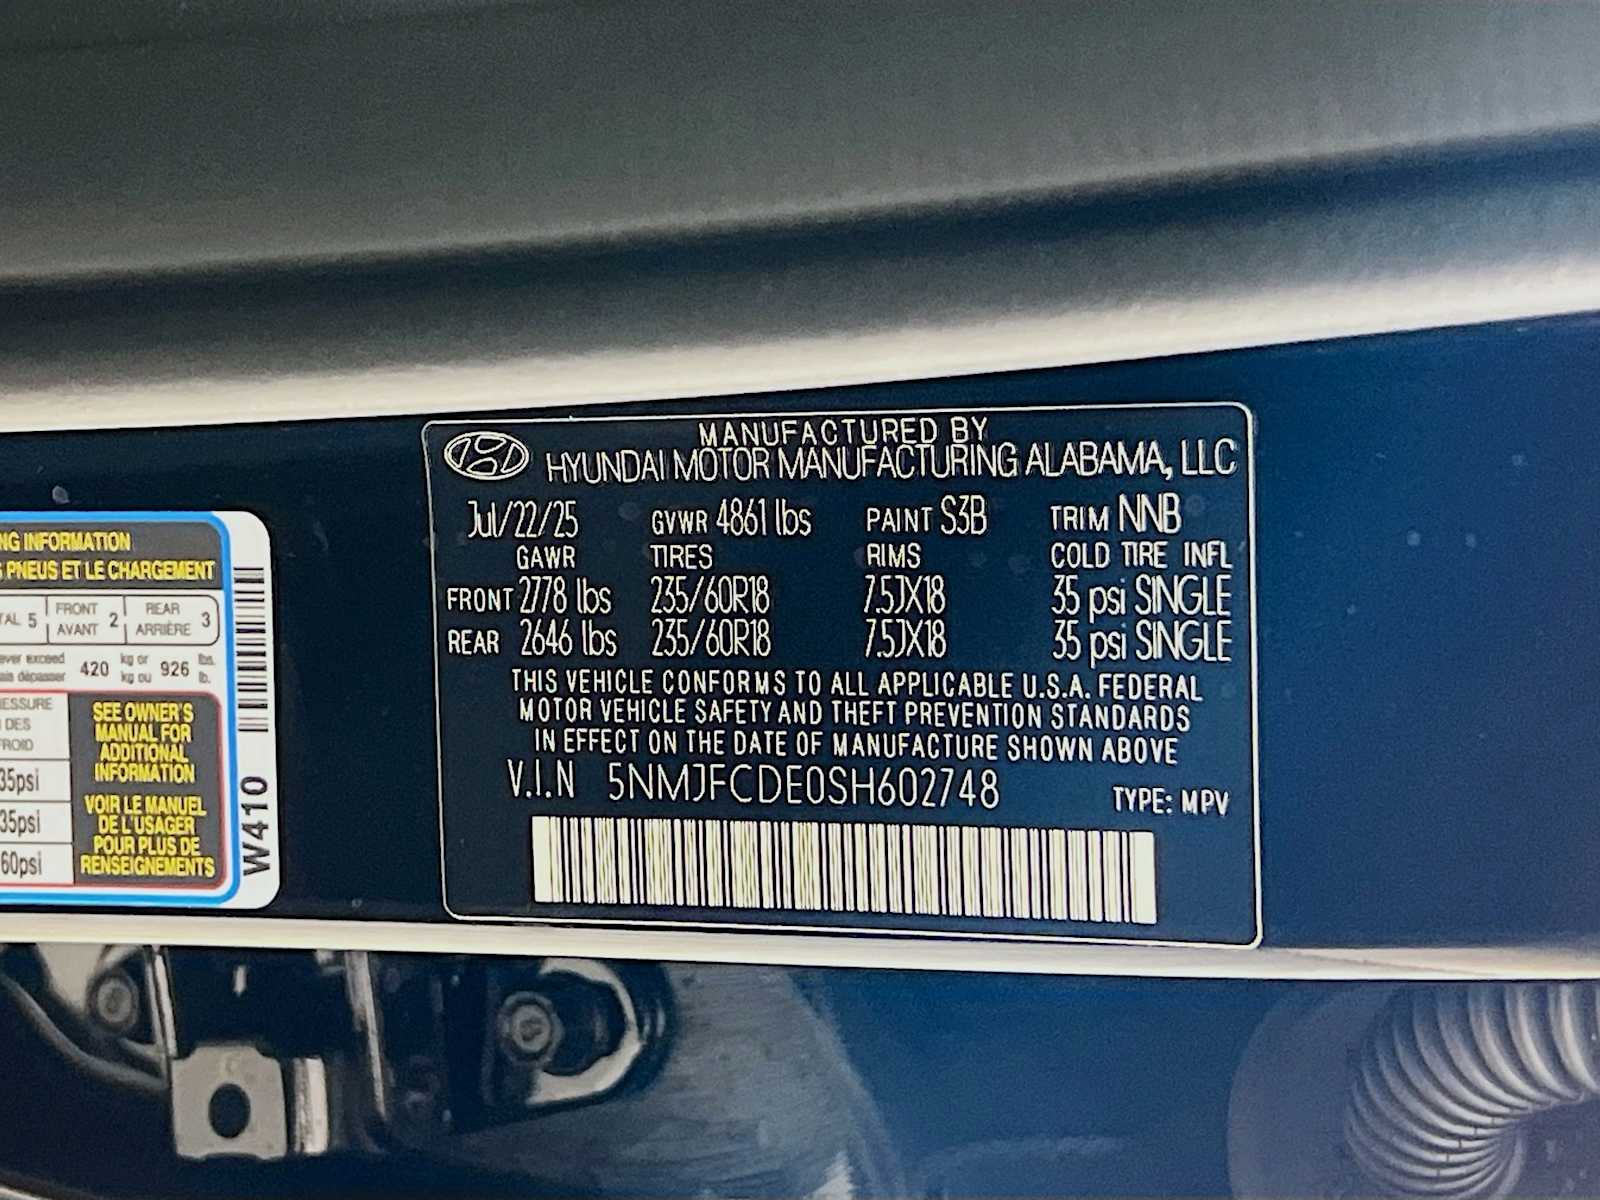 MANUFACTURED BY
HYUNDAI MOTOR MANUFACTURING ALABAMA, LLC
Jul/22/25 GVWR 4861 lbs PAINT S3B TRIM NNB
GAWR TIRES RIMS COLD TIRE INFL
FRONT 2778 lbs 235/60R18 7.5JX18 35 psi SINGLE
REAR 2646 lbs 235/60R18 7.5JX18 35 psi SINGLE
THIS VEHICLE CONFORMS TO ALL APPLICABLE U.S.A. FEDERAL
MOTOR VEHICLE SAFETY AND THEFT PREVENTION STANDARDS
IN EFFECT ON THE DATE OF MANUFACTURE SHOWN ABOVE
V.I.N 5NMJFCDE0SH602748
TYPE: MPV
INFORMATION
PNEUS ET LE CHARGEMENT
5 FRONT 2 REAR 3
AVANT ARRIÈRE
exceed 420 kg or 926 lbs.
dépasser kg ou lb.
DES
35psi
35psi
60psi
SEE OWNER'S
MANUAL FOR
ADDITIONAL
INFORMATION
VOIR LE MANUEL
DE L'USAGER
POUR PLUS DE
RENSEIGNEMENTS
W410